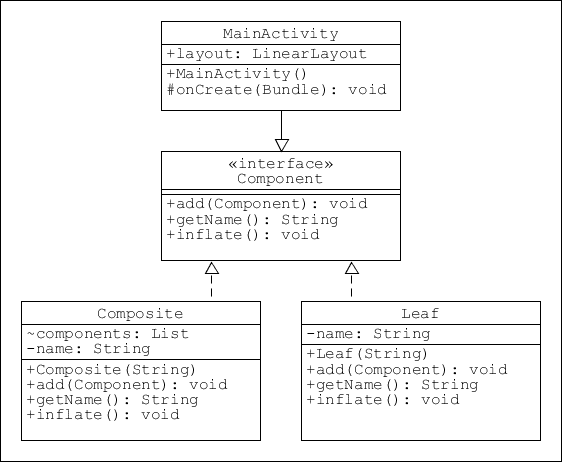 MainActivity
+layout: LinearLayout
+MainActivity()
#onCreate(Bundle): void
«interface»
Component
+add(Component): void
+getName(): String
+inflate(): void
Composite
~components: List
-name: String
+Composite(String)
+add(Component): void
+getName(): String
+inflate(): void
Leaf
-name: String
+Leaf(String)
+add(Component): void
+getName(): String
+inflate(): void